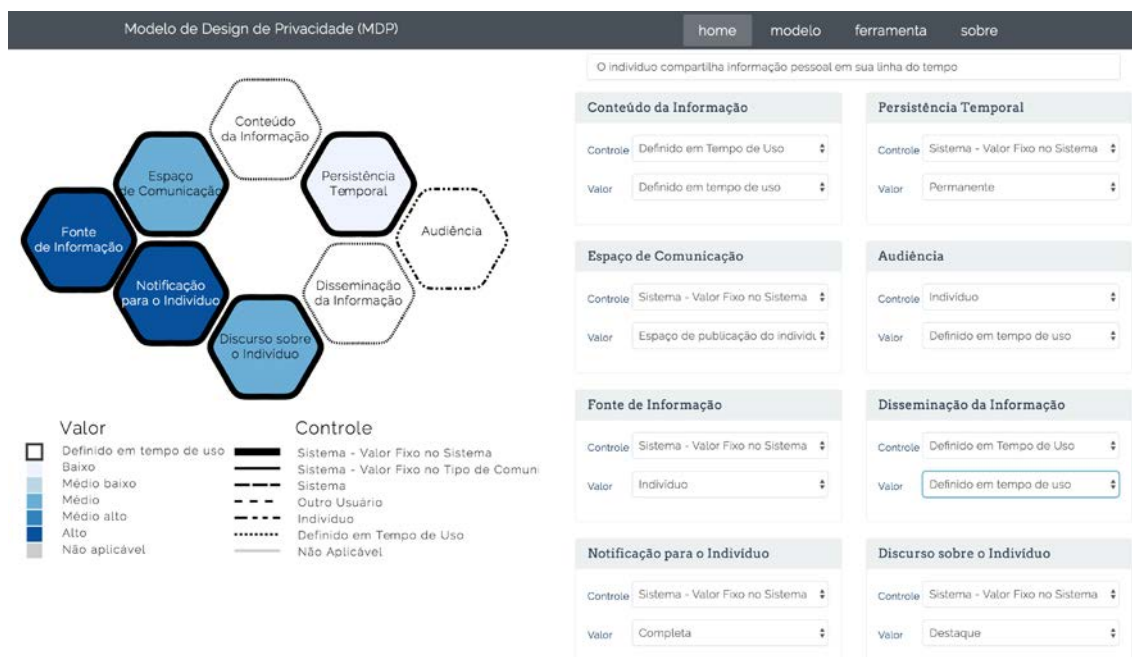 Modelo de Design de Privacidade (MDP)
home modelo ferramenta sobre
Conteúdo
da Informação
Espaço
de Comunicação
Persistência
Temporal
Fonte
de Informação
Audiência
Notificação
para o Individuo
Disseminação
da Informação
Discurso sobre
o Individuo
Valor
Definido em tempo de uso
Baixo
Médio baixo
Médio
Médio alto
Alto
Não aplicável
Controle
Sistema - Valor Fixo no Sistema
Sistema - Valor Fixo no Tipo de Comuni
Sistema
Outro Usuário
Individuo
Definido em Tempo de Uso
Não Aplicável
O indivíduo compartilha informação pessoal em sua linha do tempo
Conteúdo da Informação
Controle Definido em Tempo de Uso
Valor Definido em tempo de uso
Persistência Temporal
Controle Sistema - Valor Fixo no Sistema
Valor Permanente
Espaço de Comunicação
Controle Sistema - Valor Fixo no Sistema
Valor Espaço de publicação do individu
Audiência
Controle Indivíduo
Valor Definido em tempo de uso
Fonte de Informação
Controle Sistema - Valor Fixo no Sistema
Valor Indivíduo
Disseminação da Informação
Controle Definido em Tempo de Uso
Valor Definido em tempo de uso
Notificação para o Indivíduo
Controle Sistema - Valor Fixo no Sistema
Valor Completa
Discurso sobre o Indivíduo
Controle Sistema - Valor Fixo no Sistema
Valor Destaque